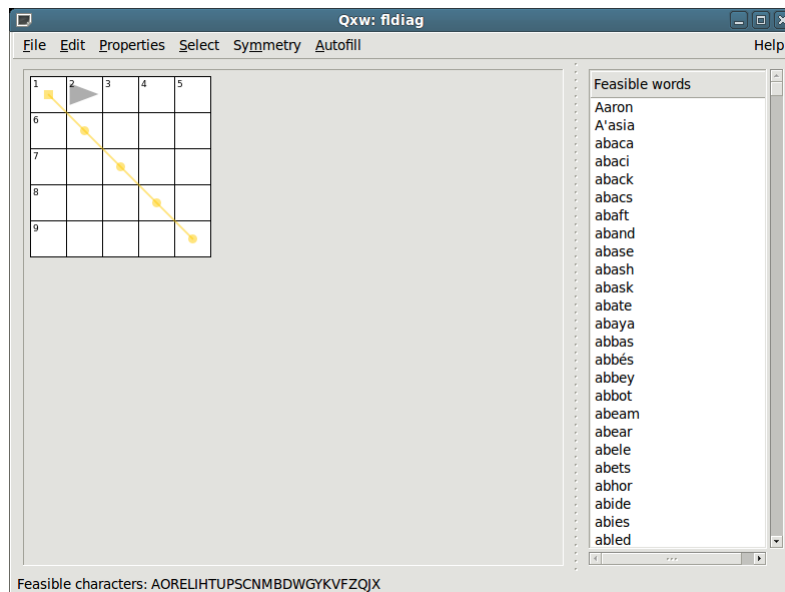 Qxw: fldiag
File Edit Properties Select Symmetry Autofill Help
1 2 3 4 5
6
7
8
9
Feasible words
Aaron
A'asia
abaca
abaci
aback
abacs
abaft
aband
abase
abash
abask
abate
abaya
abbas
abbés
abbey
abbot
abeam
abear
abele
abets
abhor
abide
abies
abled
Feasible characters: AORELIHTUPSCNMBDWGYKVFZQJX